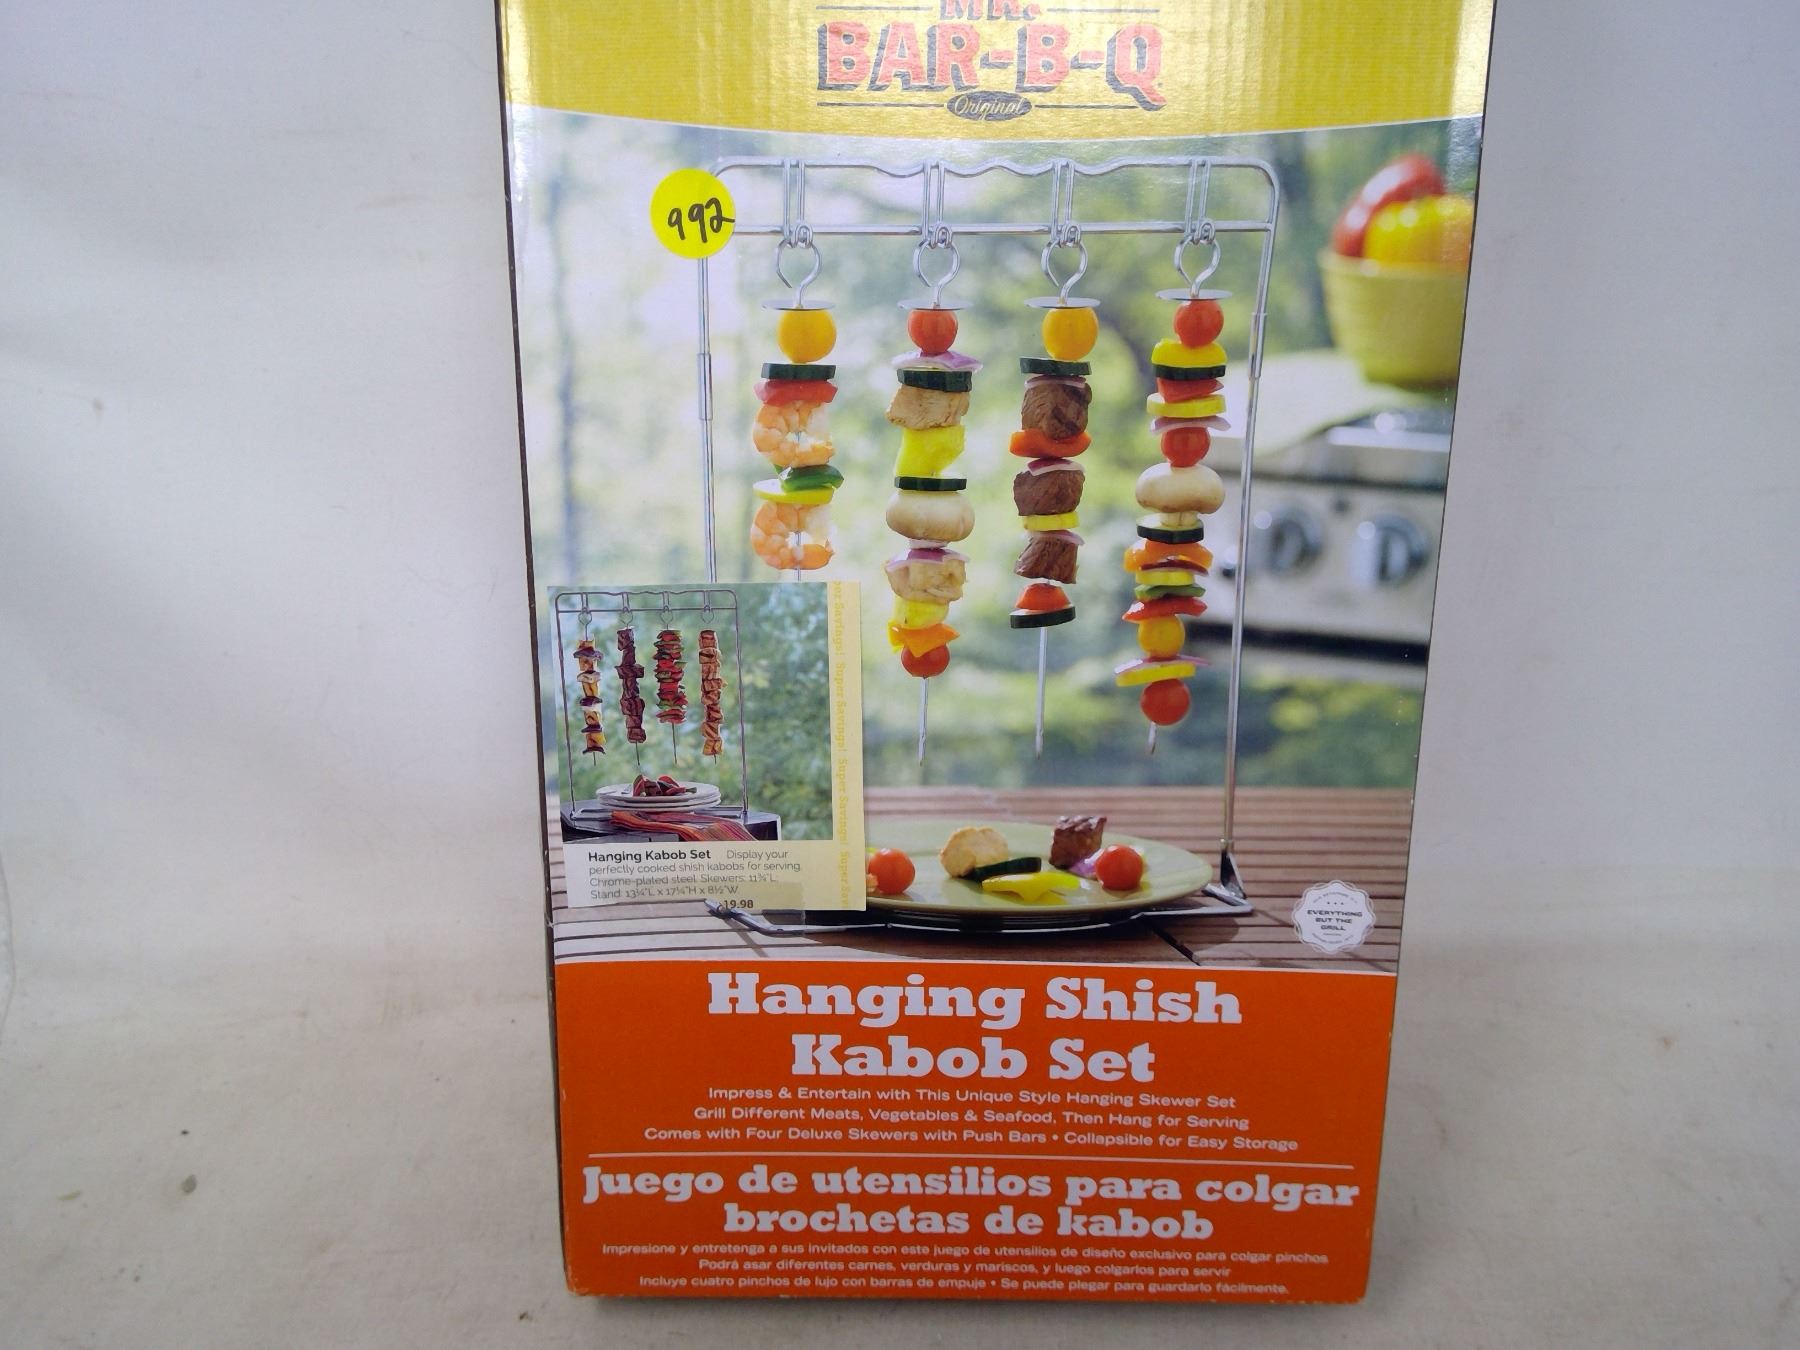 MR.
BAR-B-Q
Original
992
Super Savings! Super Savings! Super
Hanging Kabob Set Display your
perfectly cooked shish kabobs for serving.
Chrome-plated steel. Skewers: 11¾"L;
Stand: 13¼"L x 17¼"H x 8½"W.
19.98
EVERYTHING
BUT THE
GRILL
Hanging Shish
Kabob Set
Impress & Entertain with This Unique Style Hanging Skewer Set
Grill Different Meats, Vegetables & Seafood, Then Hang for Serving
Comes with Four Deluxe Skewers with Push Bars • Collapsible for Easy Storage
Juego de utensilios para colgar
brochetas de kabob
Impresione y entretenga a sus invitados con este juego de utensilios de diseño exclusivo para colgar pinchos
Podrá asar diferentes carnes, verduras y mariscos, y luego colgarlos para servir
Incluye cuatro pinchos de lujo con barras de empuje • Se puede plegar para guardarlo fácilmente.